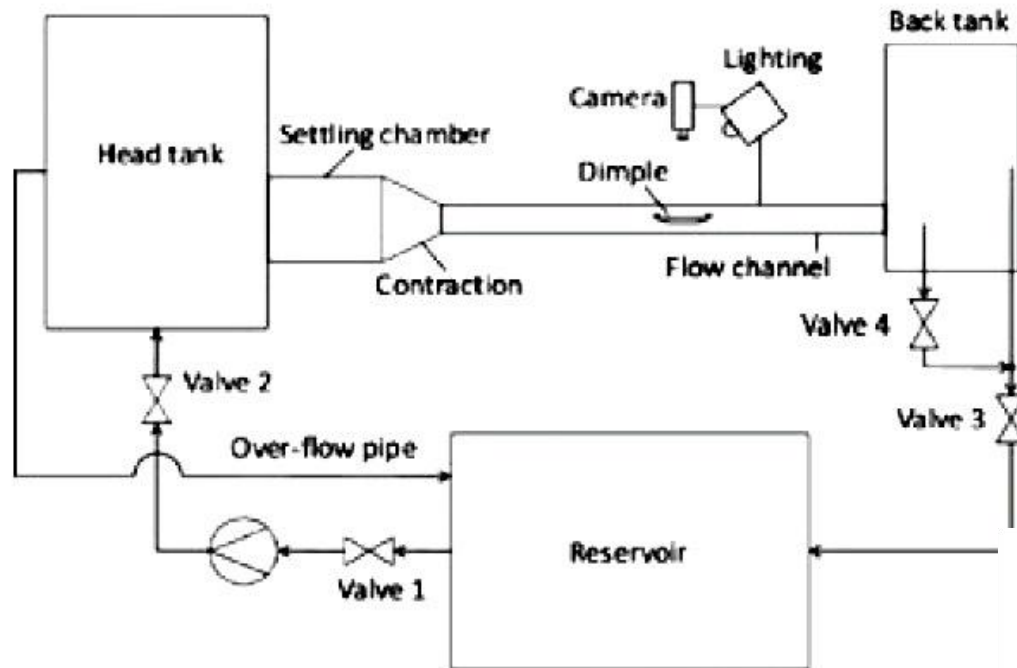 Back tank
Lighting
Camera
Settling chamber
Head tank
Dimple
Contraction
Flow channel
Valve 4
Valve 2
Valve 3
Over-flow pipe
Reservoir
Valve 1